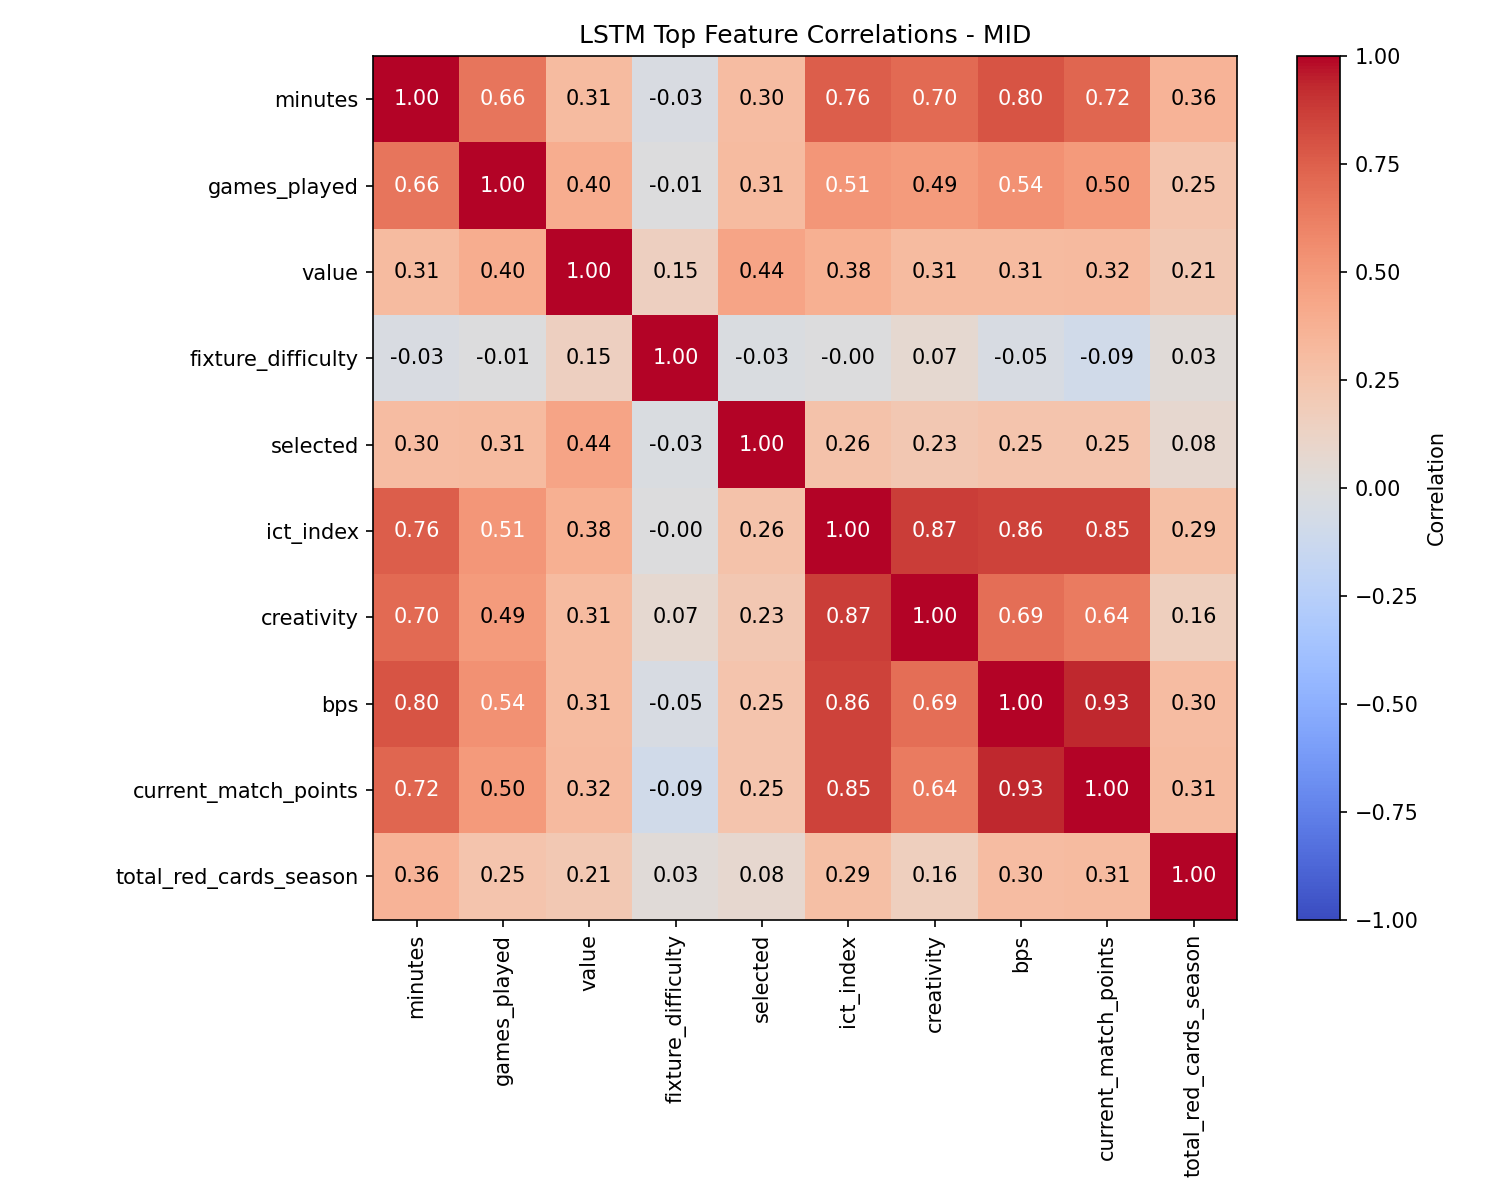 LSTM Top Feature Correlations - MID
minutes 1.00 0.66 0.31 -0.03 0.30 0.76 0.70 0.80 0.72 0.36
games_played 0.66 1.00 0.40 -0.01 0.31 0.51 0.49 0.54 0.50 0.25
value 0.31 0.40 1.00 0.15 0.44 0.38 0.31 0.31 0.32 0.21
fixture_difficulty -0.03 -0.01 0.15 1.00 -0.03 -0.00 0.07 -0.05 -0.09 0.03
selected 0.30 0.31 0.44 -0.03 1.00 0.26 0.23 0.25 0.25 0.08
ict_index 0.76 0.51 0.38 -0.00 0.26 1.00 0.87 0.86 0.85 0.29
creativity 0.70 0.49 0.31 0.07 0.23 0.87 1.00 0.69 0.64 0.16
bps 0.80 0.54 0.31 -0.05 0.25 0.86 0.69 1.00 0.93 0.30
current_match_points 0.72 0.50 0.32 -0.09 0.25 0.85 0.64 0.93 1.00 0.31
total_red_cards_season 0.36 0.25 0.21 0.03 0.08 0.29 0.16 0.30 0.31 1.00
minutes
games_played
value
fixture_difficulty
selected
ict_index
creativity
bps
current_match_points
total_red_cards_season
1.00
0.75
0.50
0.25
0.00
−0.25
−0.50
−0.75
−1.00
Correlation